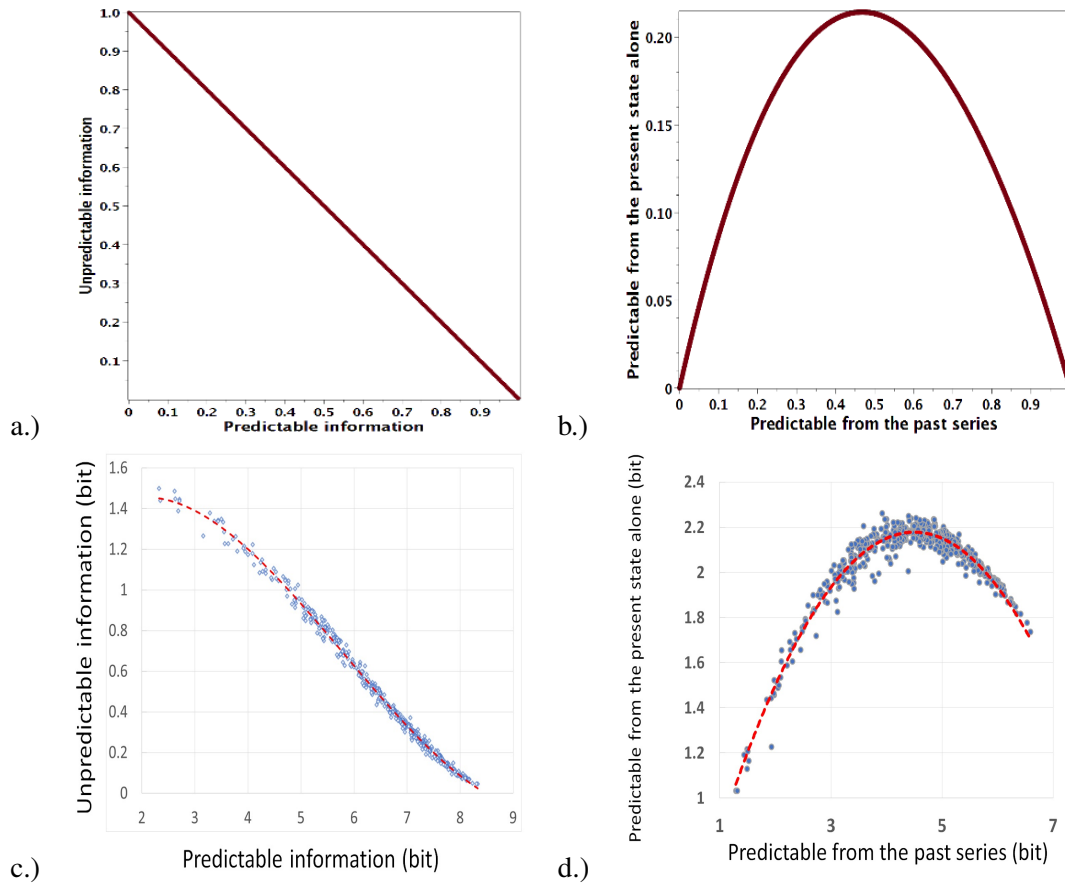 1.0
0.9
0.8
0.7
0.6
0.5
0.4
0.3
0.2
0.1
0 0.1 0.2 0.3 0.4 0.5 0.6 0.7 0.8 0.9
Unpredictable information
Predictable information
a.)
0.20
0.15
0.10
0.05
0
0 0.1 0.2 0.3 0.4 0.5 0.6 0.7 0.8 0.9
Predictable from the present state alone
Predictable from the past series
b.)
1.6
1.4
1.2
1
0.8
0.6
0.4
0.2
0
2 3 4 5 6 7 8 9
Unpredictable information (bit)
Predictable information (bit)
c.)
2.4
2.2
2
1.8
1.6
1.4
1.2
1
1 3 5 7
Predictable from the present state alone (bit)
Predictable from the past series (bit)
d.)